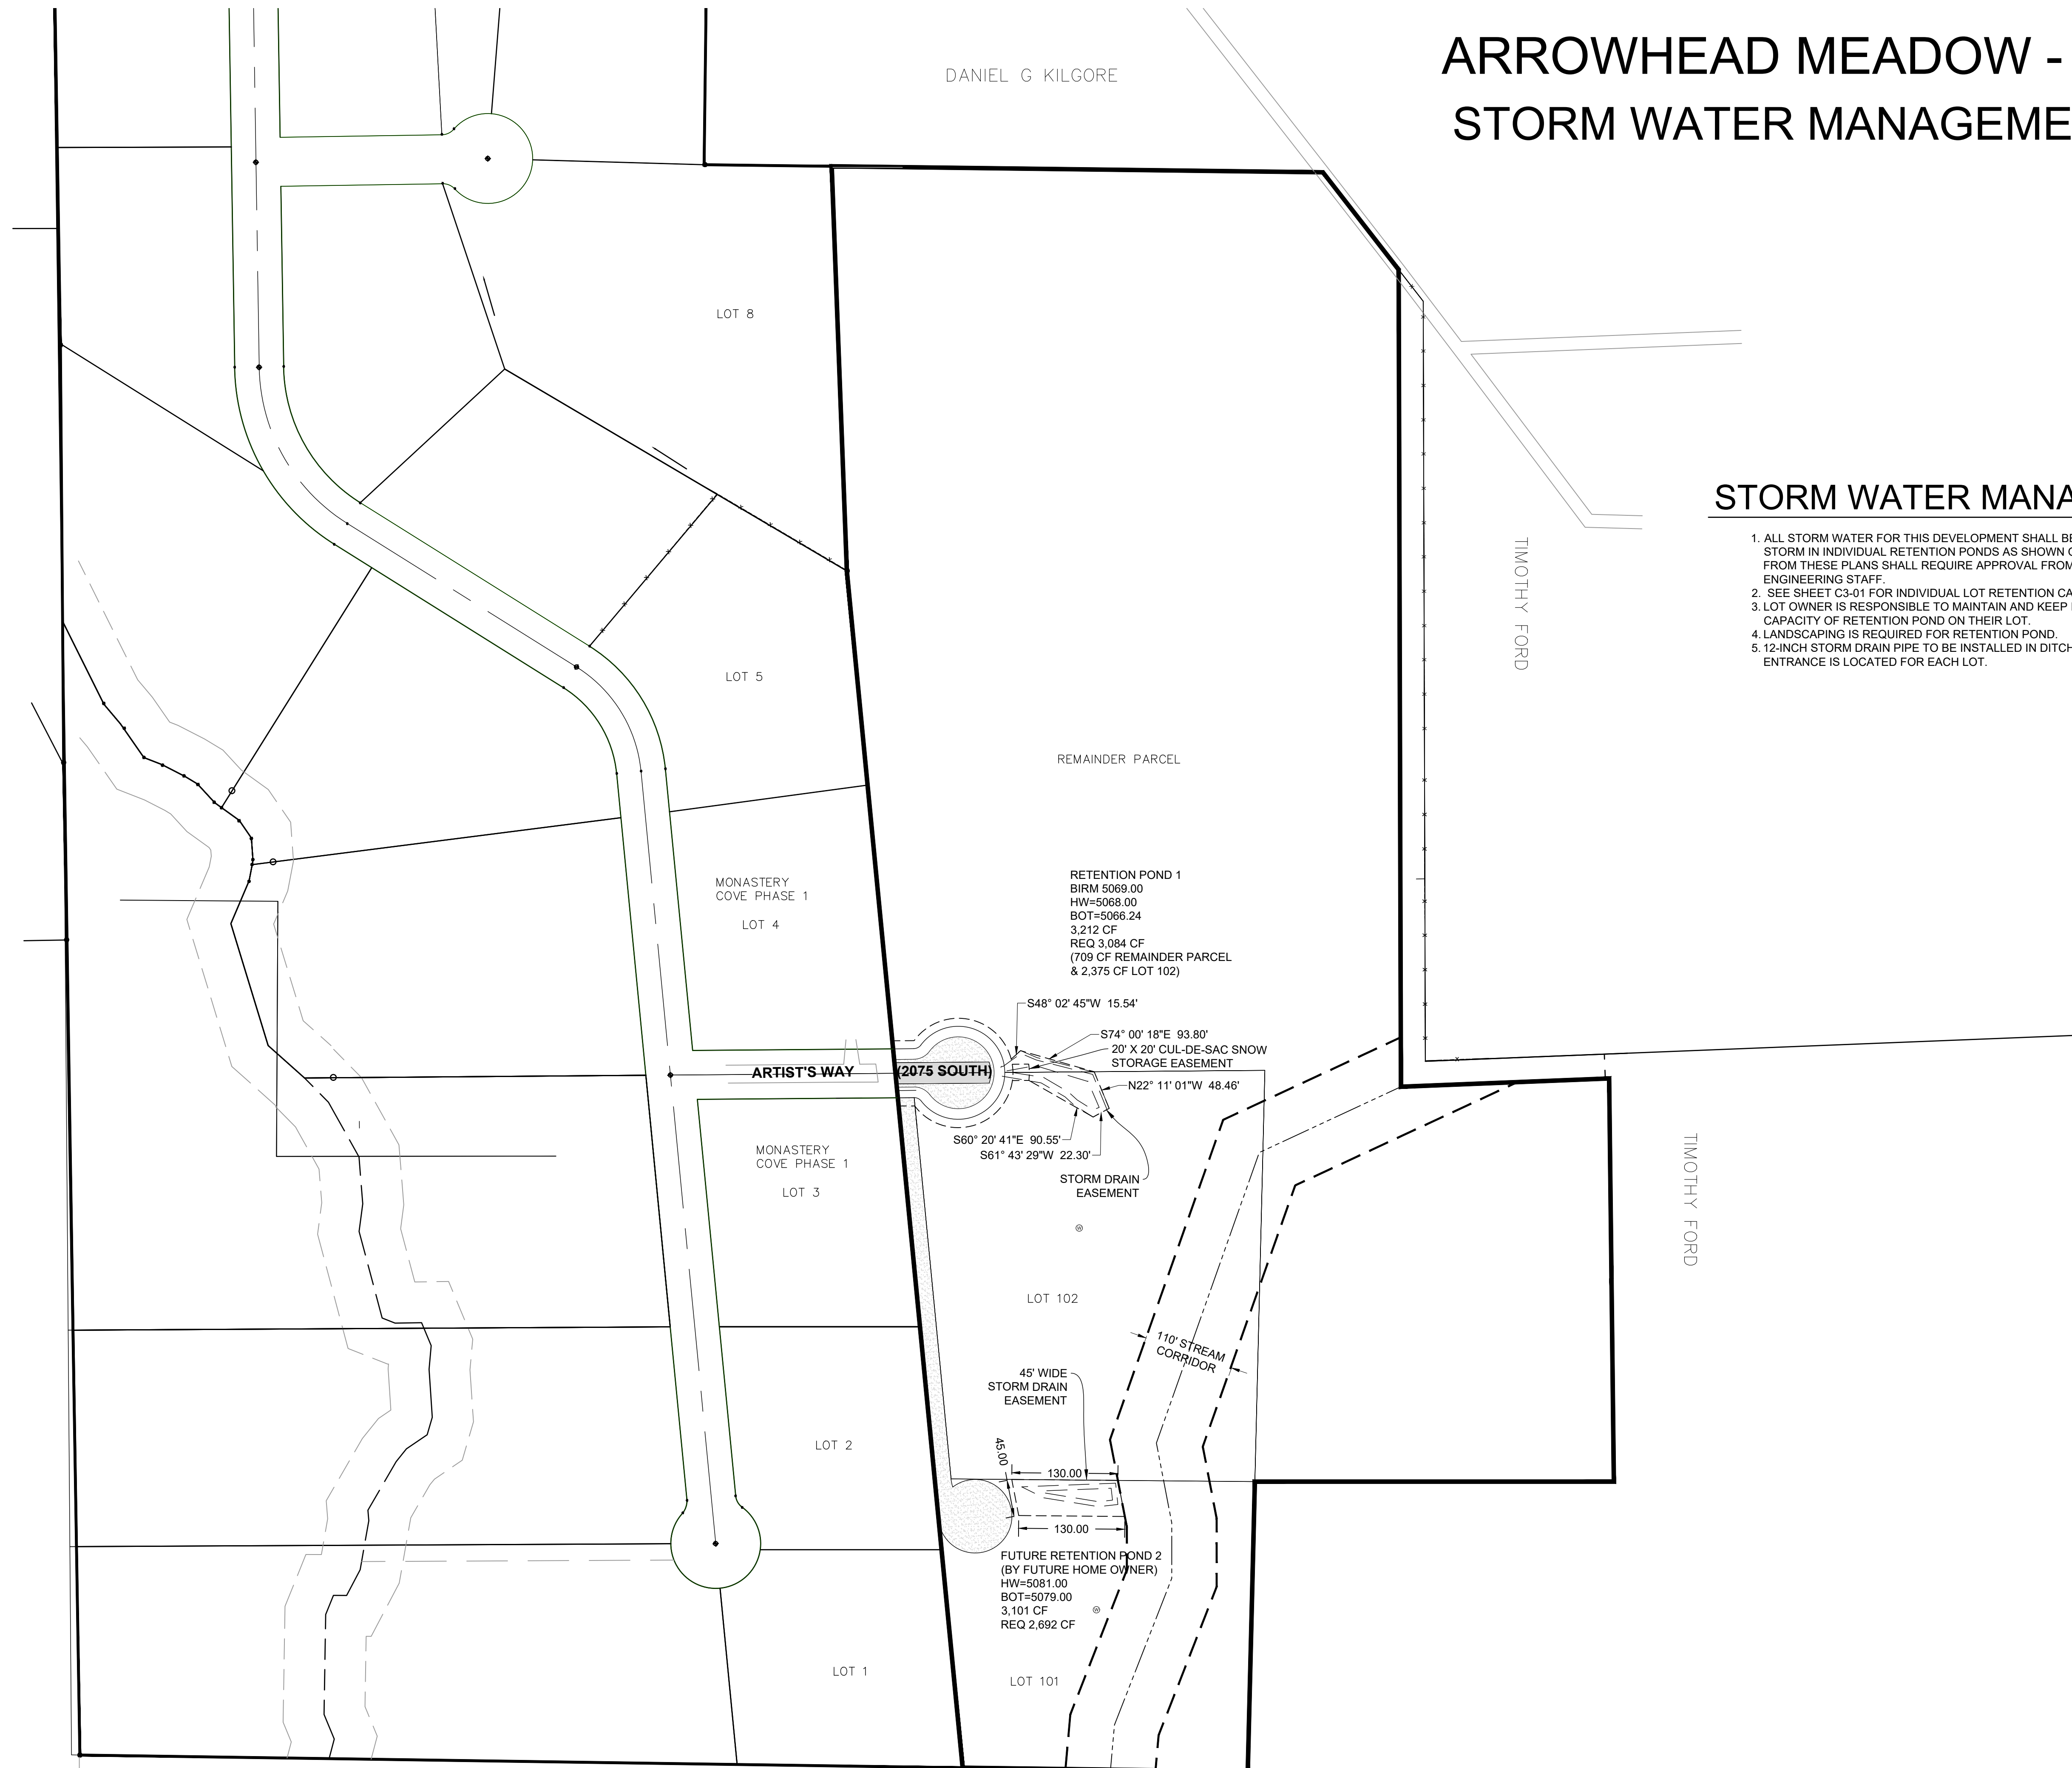 ARROWHEAD MEADOW -
STORM WATER MANAGEME
DANIEL G KILGORE
LOT 8
STORM WATER MANA
1. ALL STORM WATER FOR THIS DEVELOPMENT SHALL BE
STORM IN INDIVIDUAL RETENTION PONDS AS SHOWN
FROM THESE PLANS SHALL REQUIRE APPROVAL FROM
ENGINEERING STAFF.
2. SEE SHEET C3-01 FOR INDIVIDUAL LOT RETENTION CA
3. LOT OWNER IS RESPONSIBLE TO MAINTAIN AND KEEP
CAPACITY OF RETENTION POND ON THEIR LOT.
4. LANDSCAPING IS REQUIRED FOR RETENTION POND.
5. 12-INCH STORM DRAIN PIPE TO BE INSTALLED IN DITCH
ENTRANCE IS LOCATED FOR EACH LOT.
TIMOTHY FORD
LOT 5
REMAINDER PARCEL
MONASTERY
COVE PHASE 1
LOT 4
RETENTION POND 1
BIRM 5069.00
HW=5068.00
BOT=5066.24
3,212 CF
REQ 3,084 CF
(709 CF REMAINDER PARCEL
& 2,375 CF LOT 102)
S48° 02' 45"W 15.54'
S74° 00' 18"E 93.80'
20' X 20' CUL-DE-SAC SNOW
STORAGE EASEMENT
ARTIST'S WAY (2075 SOUTH)
N22° 11' 01"W 48.46'
S60° 20' 41"E 90.55'
S61° 43' 29"W 22.30'
STORM DRAIN
EASEMENT
MONASTERY
COVE PHASE 1
LOT 3
TIMOTHY FORD
W
LOT 102
110' STREAM
CORRIDOR
45' WIDE
STORM DRAIN
EASEMENT
LOT 2
45.00
130.00
130.00
FUTURE RETENTION POND 2
(BY FUTURE HOME OWNER)
HW=5081.00
BOT=5079.00
3,101 CF
W
REQ 2,692 CF
LOT 1
LOT 101